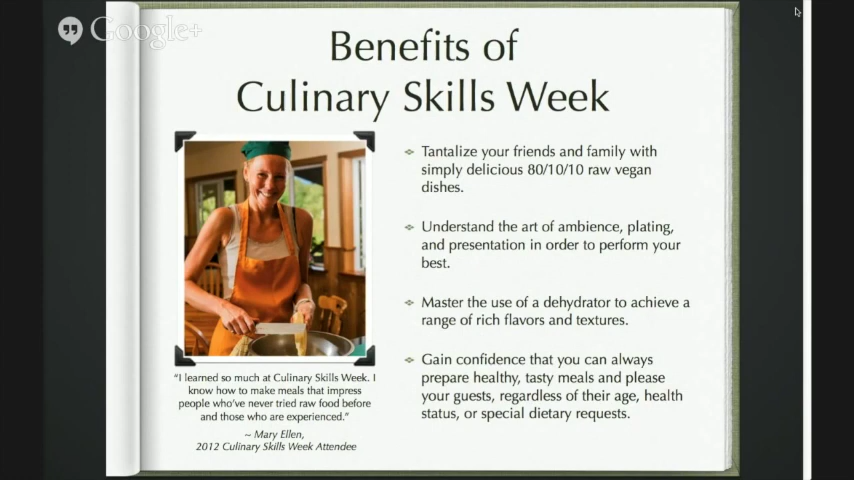 Google+
Benefits of
Culinary Skills Week
Tantalize your friends and family with
simply delicious 80/10/10 raw vegan
dishes.
Understand the art of ambience, plating,
and presentation in order to perform your
best.
Master the use of a dehydrator to achieve a
range of rich flavors and textures.
Gain confidence that you can always
prepare healthy, tasty meals and please
your guests, regardless of their age, health
status, or special dietary requests.
“I learned so much at Culinary Skills Week. I
know how to make meals that impress
people who’ve never tried raw food before
and those who are experienced.”
~ Mary Ellen,
2012 Culinary Skills Week Attendee